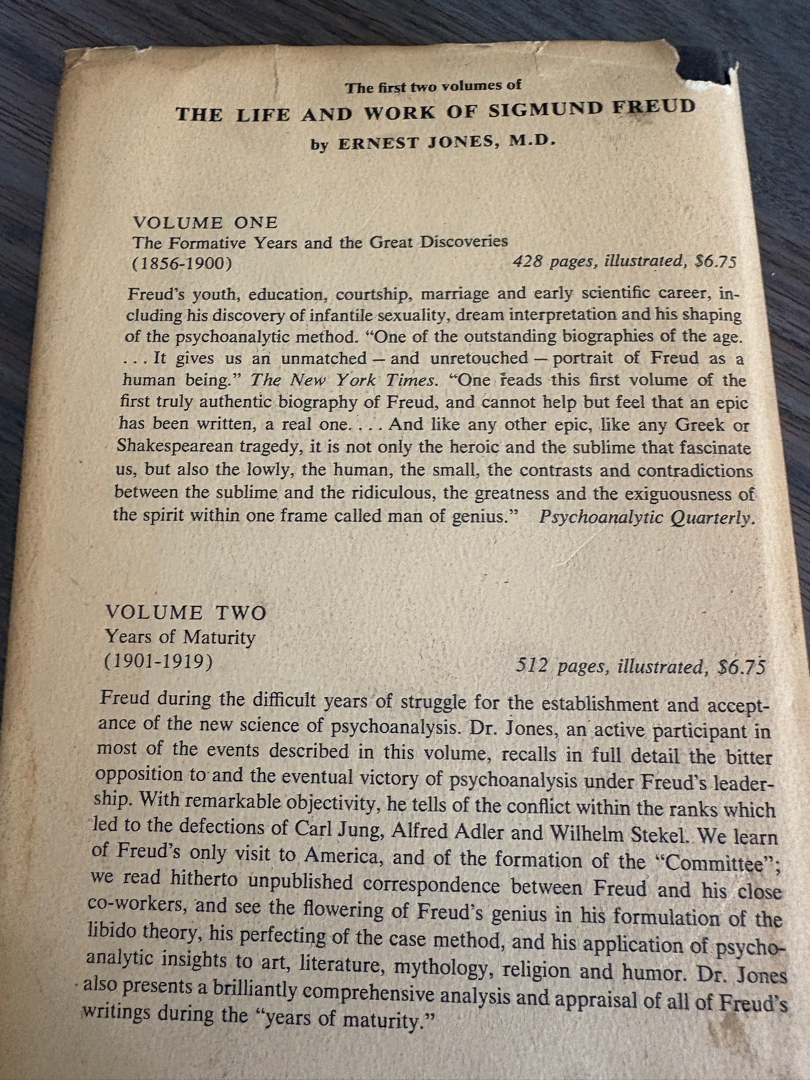 The first two volumes of
THE LIFE AND WORK OF SIGMUND FREUD
by ERNEST JONES, M.D.
VOLUME ONE
The Formative Years and the Great Discoveries
(1856-1900) 428 pages, illustrated, $6.75
Freud's youth, education, courtship, marriage and early scientific career, in-
cluding his discovery of infantile sexuality, dream interpretation and his shaping
of the psychoanalytic method. “One of the outstanding biographies of the age.
. . . It gives us an unmatched — and unretouched — portrait of Freud as a
human being.” The New York Times. “One reads this first volume of the
first truly authentic biography of Freud, and cannot help but feel that an epic
has been written, a real one. . . . And like any other epic, like any Greek or
Shakespearean tragedy, it is not only the heroic and the sublime that fascinate
us, but also the lowly, the human, the small, the contrasts and contradictions
between the sublime and the ridiculous, the greatness and the exiguousness of
the spirit within one frame called man of genius.” Psychoanalytic Quarterly.
VOLUME TWO
Years of Maturity
(1901-1919) 512 pages, illustrated, $6.75
Freud during the difficult years of struggle for the establishment and accept-
ance of the new science of psychoanalysis. Dr. Jones, an active participant in
most of the events described in this volume, recalls in full detail the bitter
opposition to and the eventual victory of psychoanalysis under Freud's leader-
ship. With remarkable objectivity, he tells of the conflict within the ranks which
led to the defections of Carl Jung, Alfred Adler and Wilhelm Stekel. We learn
of Freud's only visit to America, and of the formation of the “Committee”;
we read hitherto unpublished correspondence between Freud and his close
co-workers, and see the flowering of Freud's genius in his formulation of the
libido theory, his perfecting of the case method, and his application of psycho-
analytic insights to art, literature, mythology, religion and humor. Dr. Jones
also presents a brilliantly comprehensive analysis and appraisal of all of Freud's
writings during the “years of maturity.”